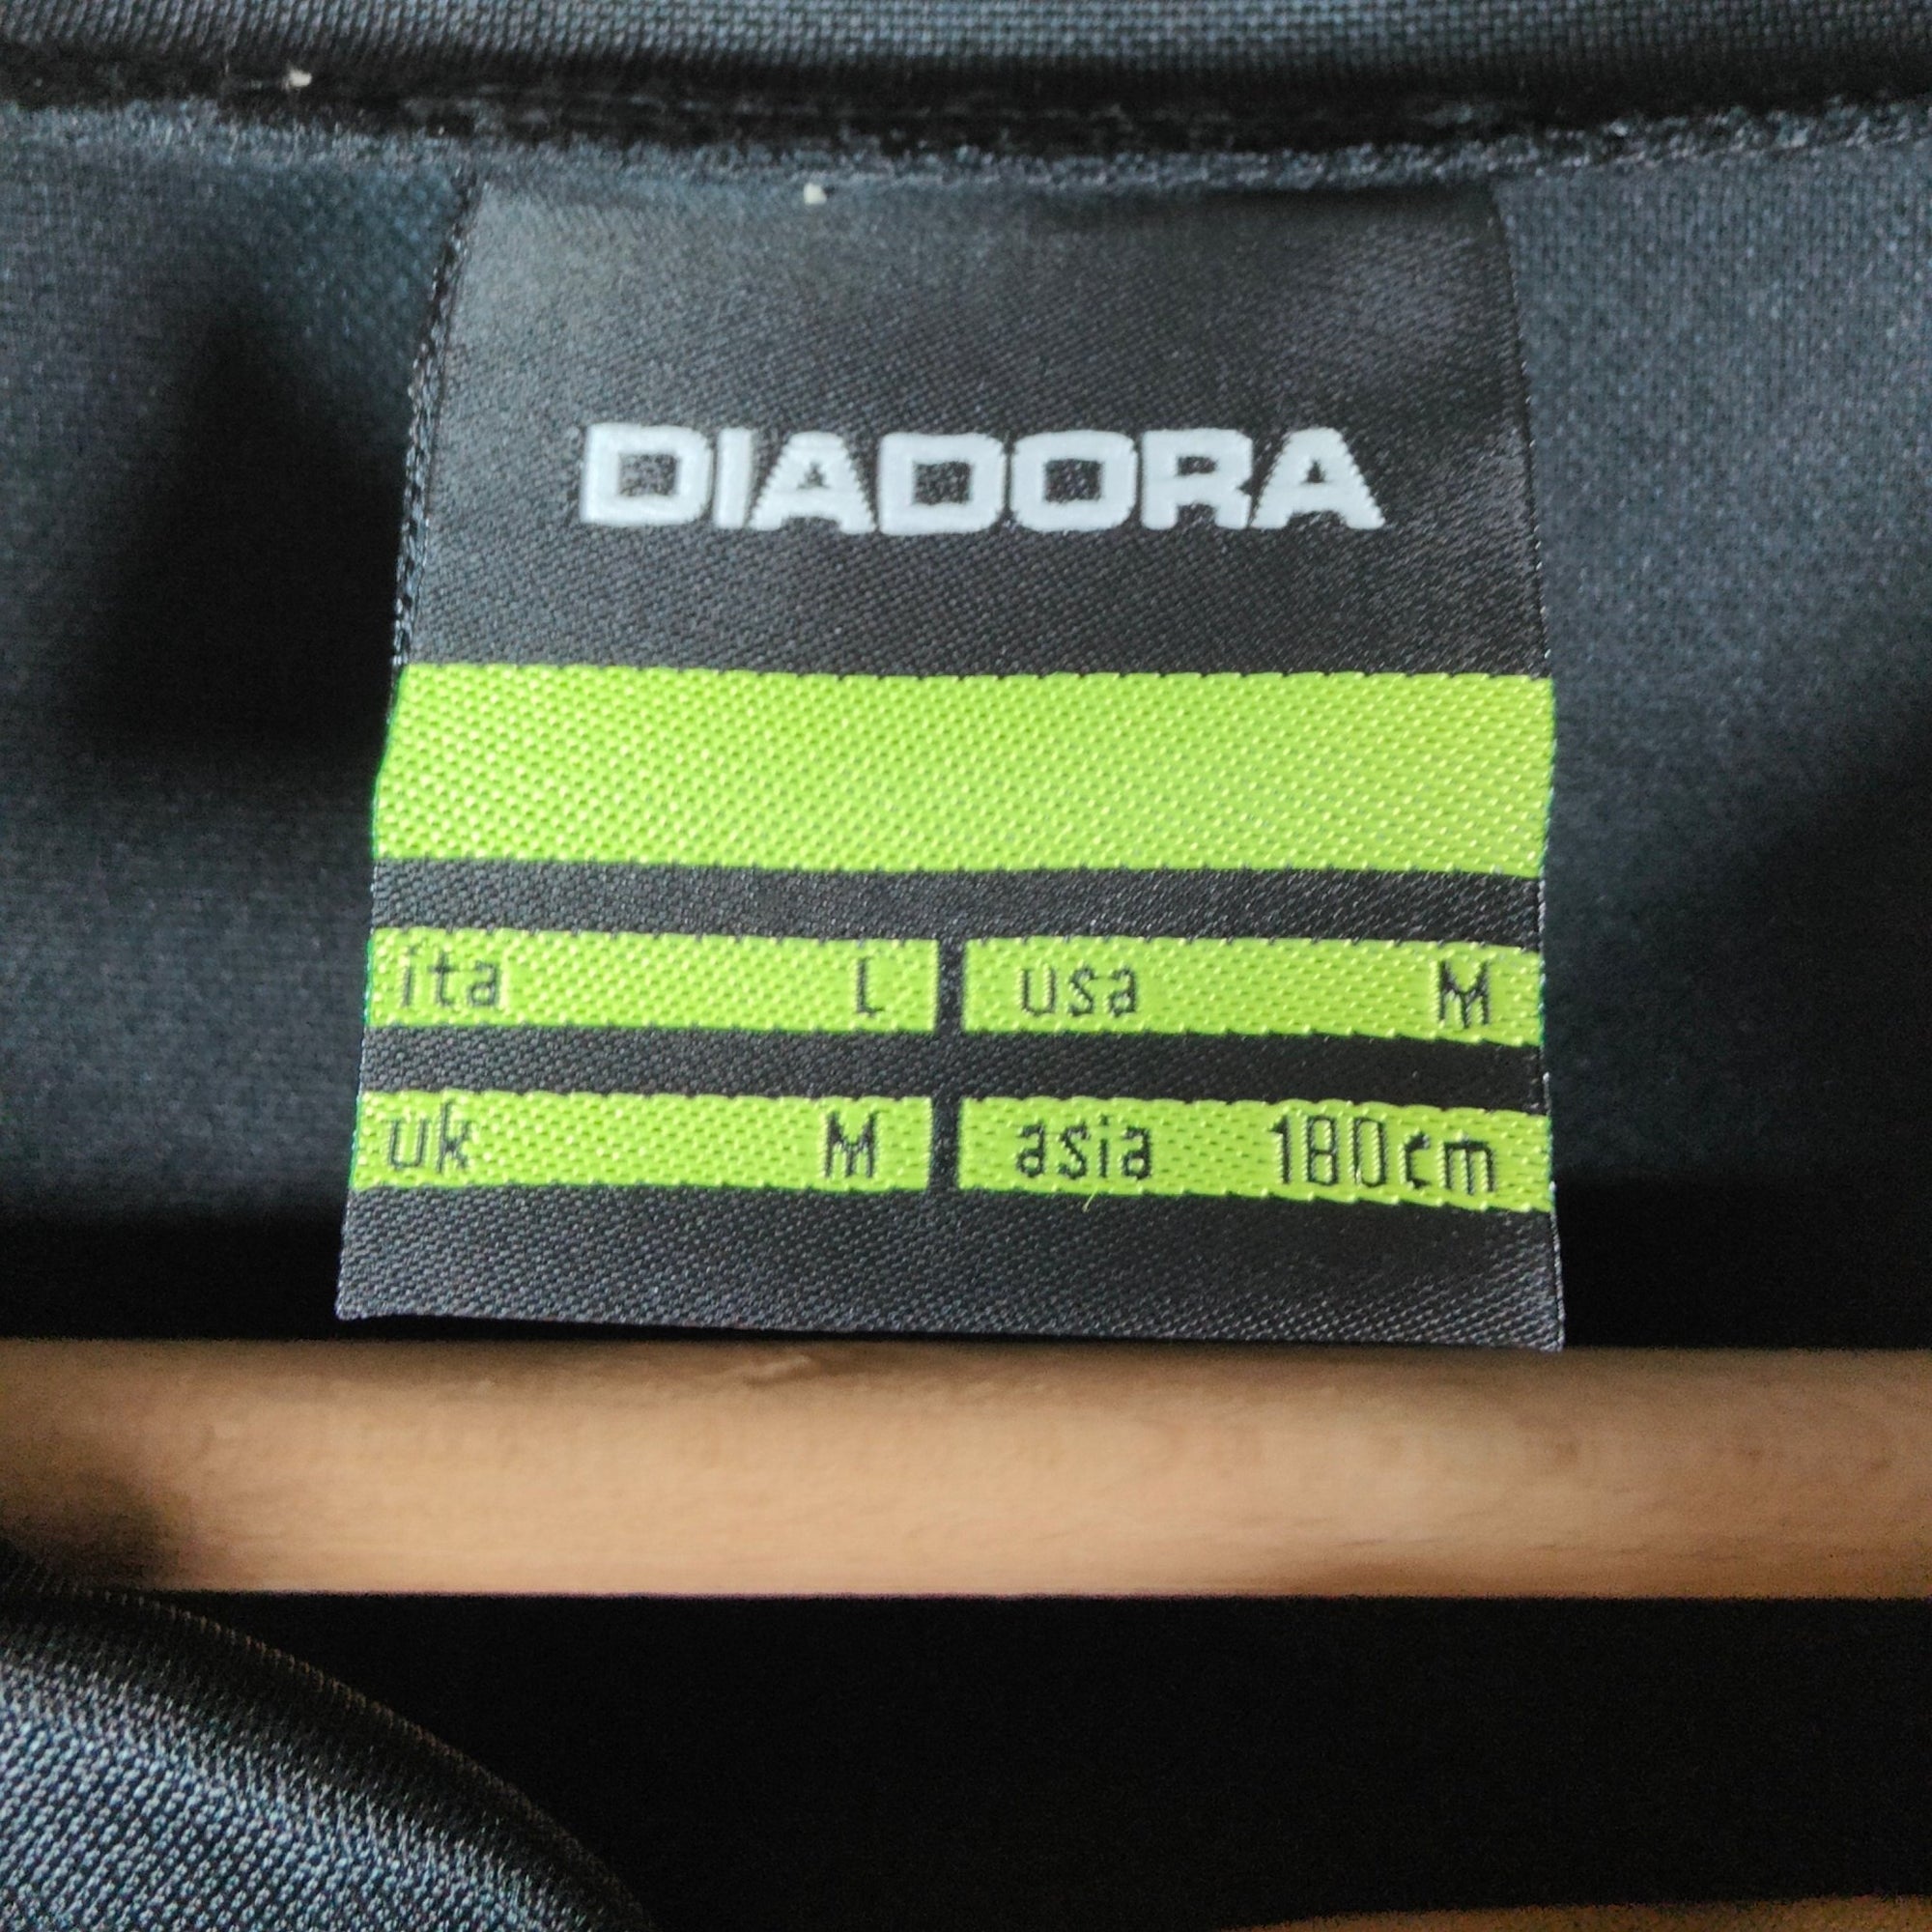 DIADORA
ita L usa M
uk M asia 180cm